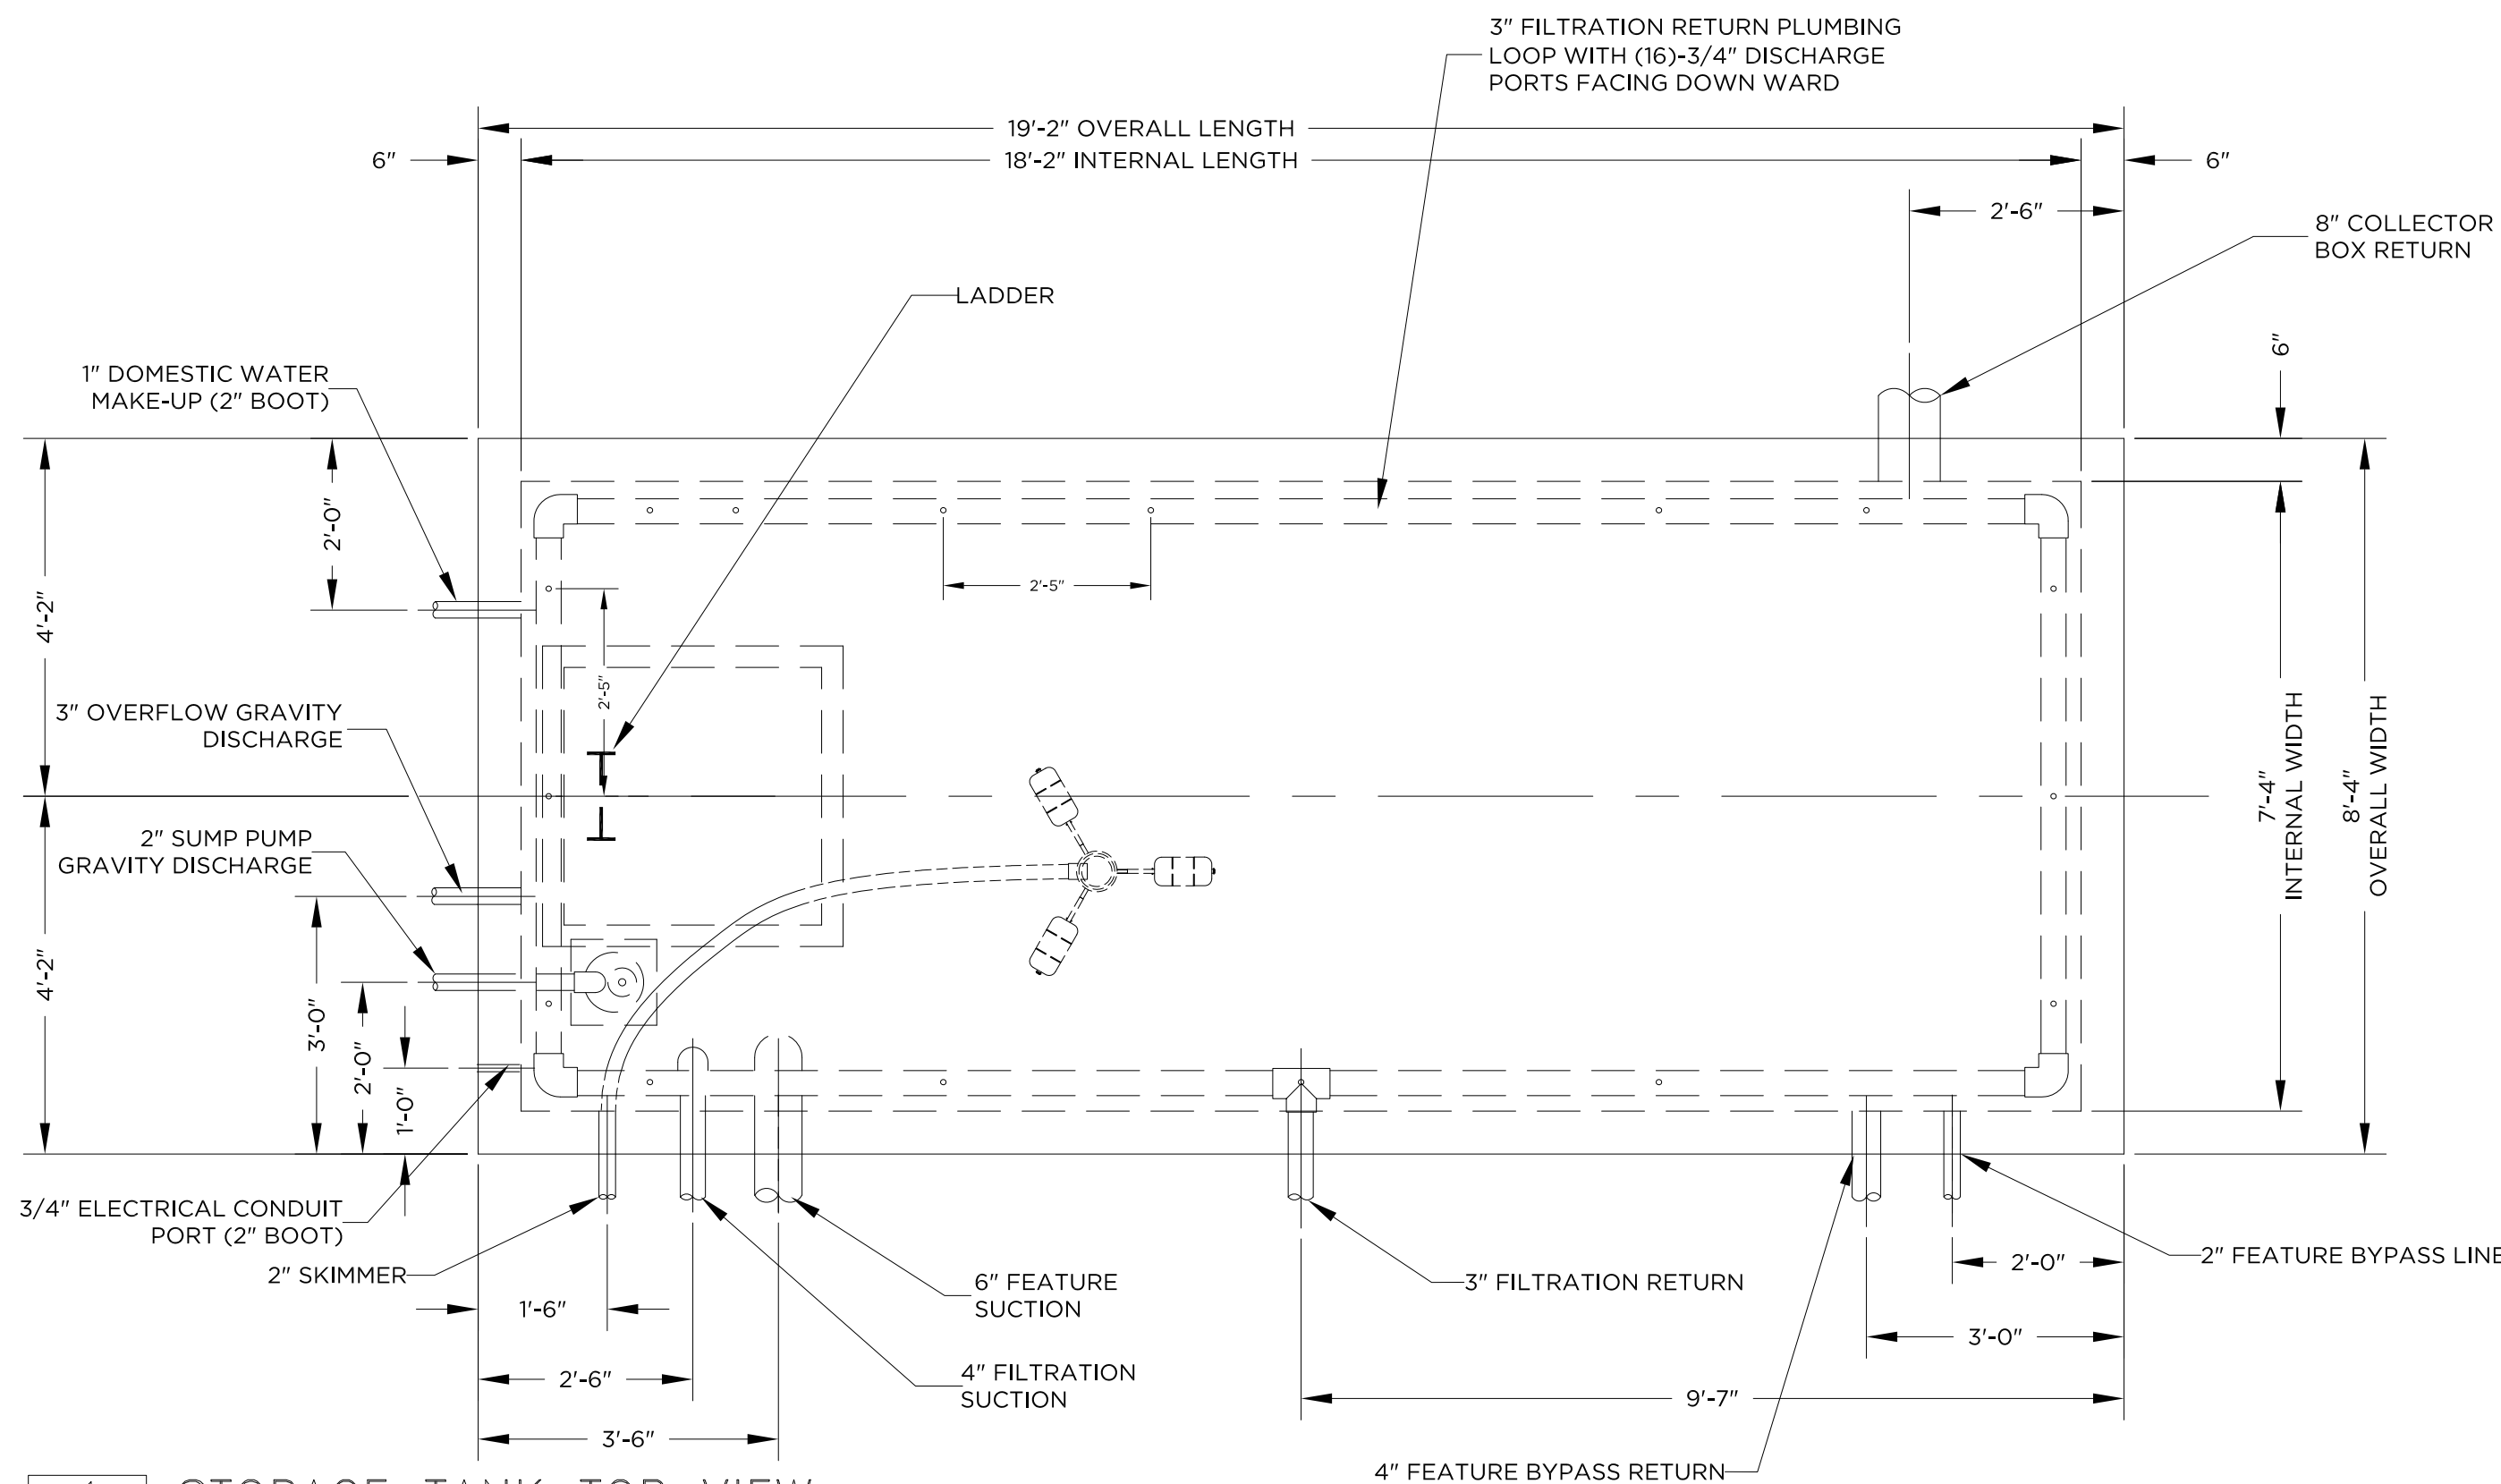 3" FILTRATION RETURN PLUMBING
LOOP WITH (16)-3/4" DISCHARGE
PORTS FACING DOWN WARD
19'-2" OVERALL LENGTH
6"
18'-2" INTERNAL LENGTH
6"
2'-6"
8" COLLECTOR
BOX RETURN
LADDER
6"
1" DOMESTIC WATER
MAKE-UP (2" BOOT)
2'-0"
4'-2"
2'-5"
2'-5"
3" OVERFLOW GRAVITY
DISCHARGE
7'-4"
INTERNAL WIDTH
8'-4"
OVERALL WIDTH
2" SUMP PUMP
GRAVITY DISCHARGE
4'-2"
3'-0"
2'-0"
1'-0"
3/4" ELECTRICAL CONDUIT
PORT (2" BOOT)
2" SKIMMER
6" FEATURE
SUCTION
3" FILTRATION RETURN
2'-0"
2" FEATURE BYPASS LINE
1'-6"
3'-0"
2'-6"
4" FILTRATION
SUCTION
9'-7"
3'-6"
4" FEATURE BYPASS RETURN
STORAGE TANK TOP VIEW